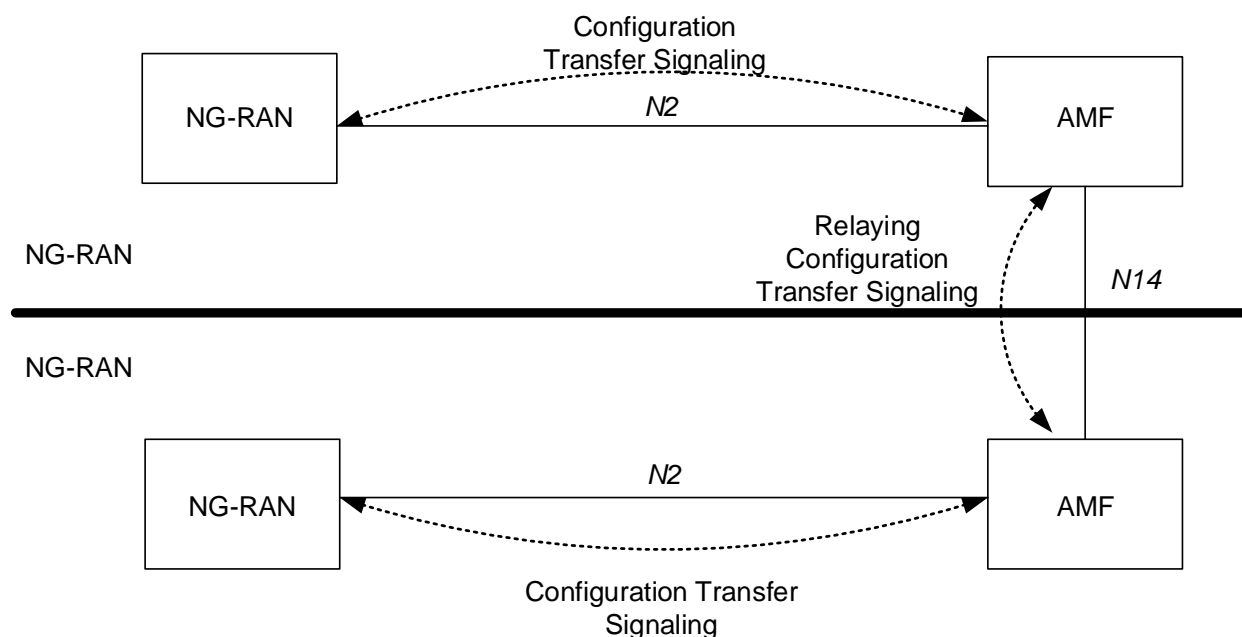 Configuration
Transfer Signaling
NG-RAN
N2
AMF
Relaying
Configuration
Transfer Signaling
NG-RAN
N14
NG-RAN
NG-RAN
N2
AMF
Configuration Transfer
Signaling